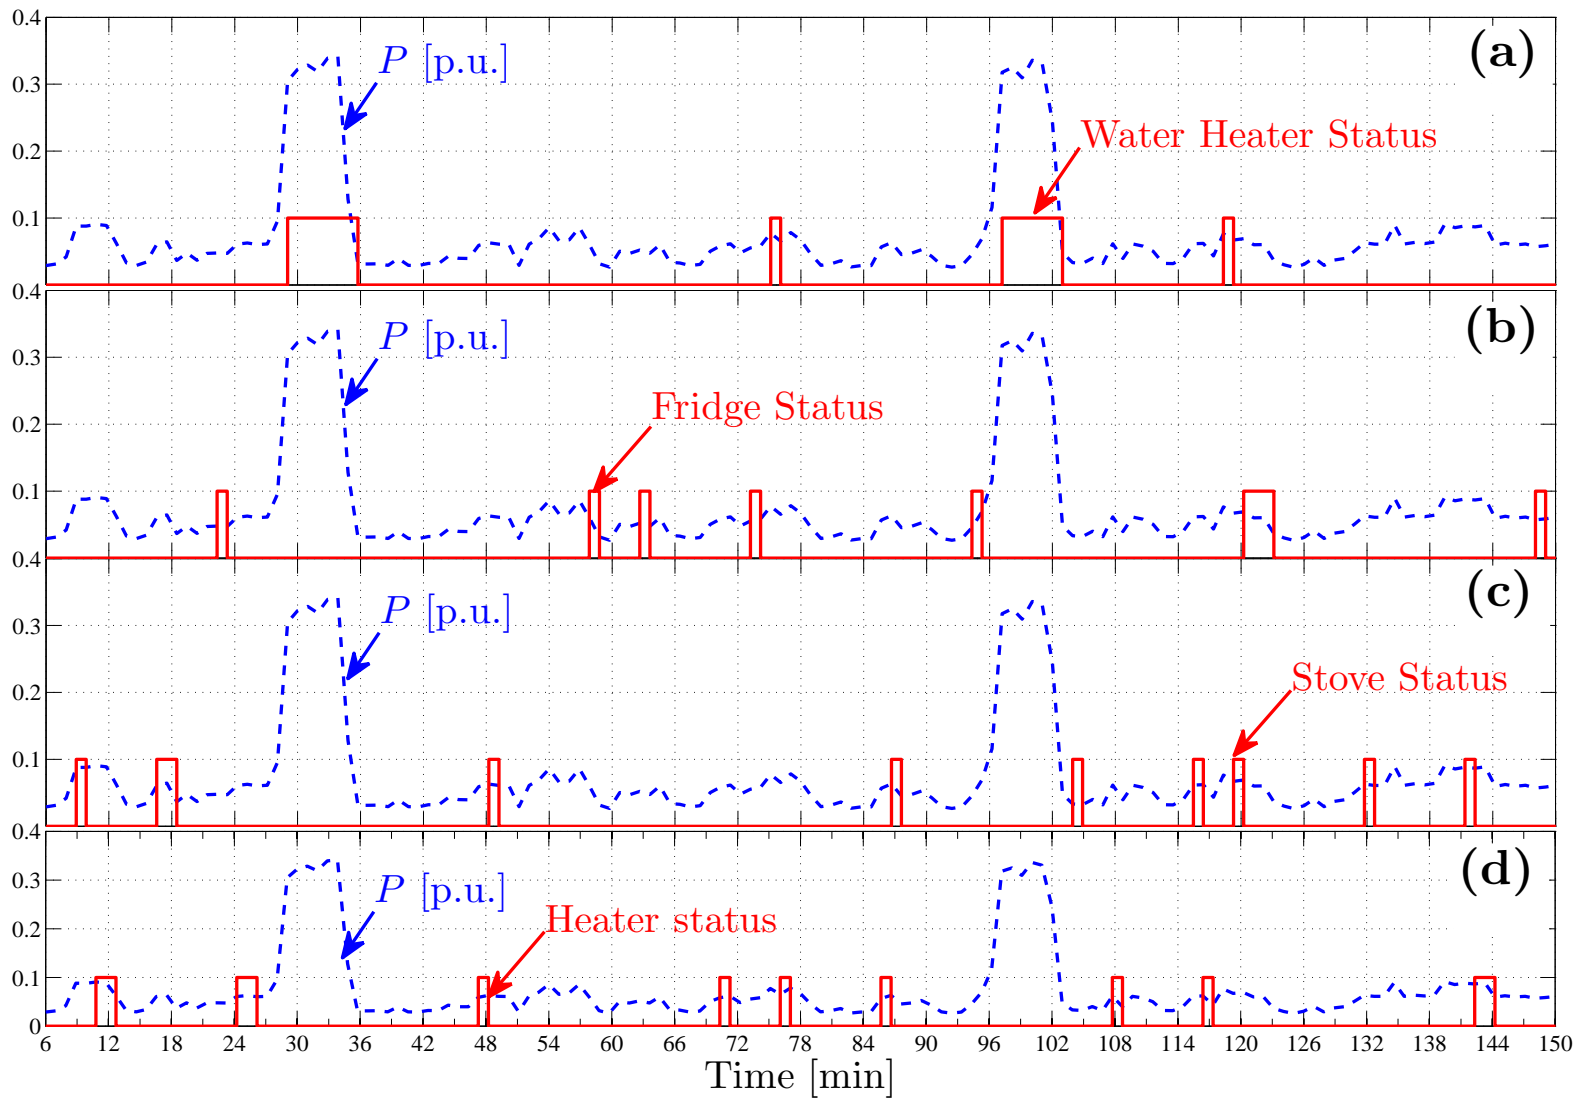 0.4
(a)
P [p.u.]
0.3
Water Heater Status
0.2
0.1
0.4
(b)
P [p.u.]
0.3
Fridge Status
0.2
0.1
0.4
(c)
P [p.u.]
0.3
Stove Status
0.2
0.1
0.4
(d)
P [p.u.]
0.3
Heater status
0.2
0.1
0
6 12 18 24 30 36 42 48 54 60 66 72 78 84 90 96 102 108 114 120 126 132 138 144 150
Time [min]